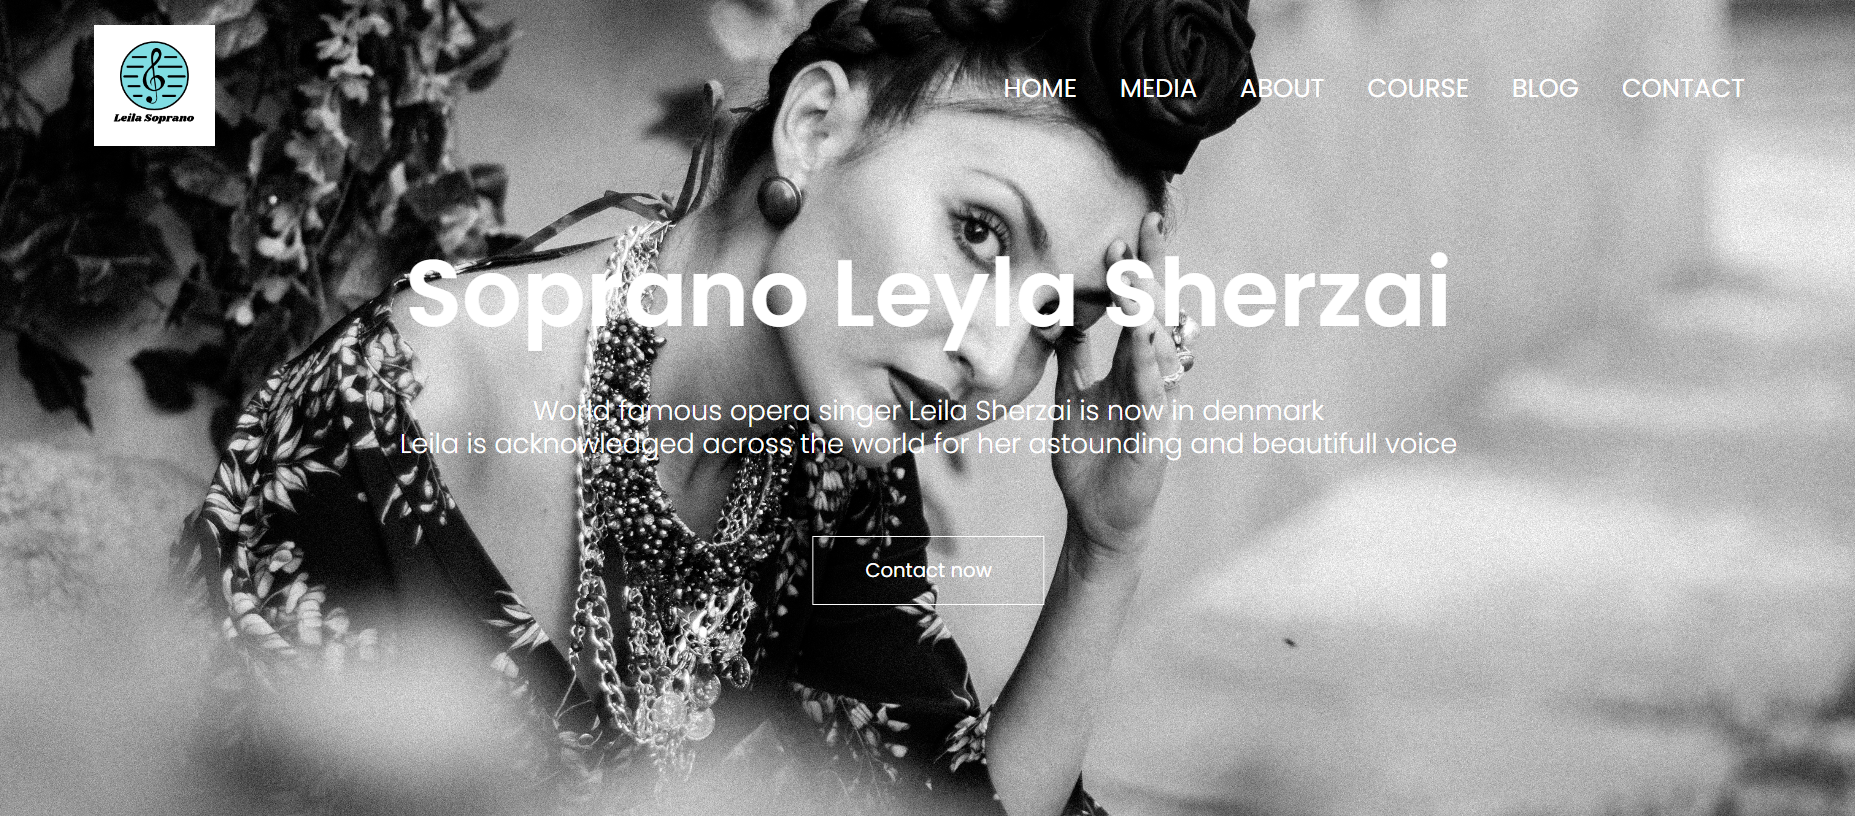 Leila Soprano
HOME MEDIA ABOUT COURSE BLOG CONTACT
Soprano Leyla Sherzai
World famous opera singer Leila Sherzai is now in denmark
Leila is acknowledged across the world for her astounding and beautifull voice
Contact now